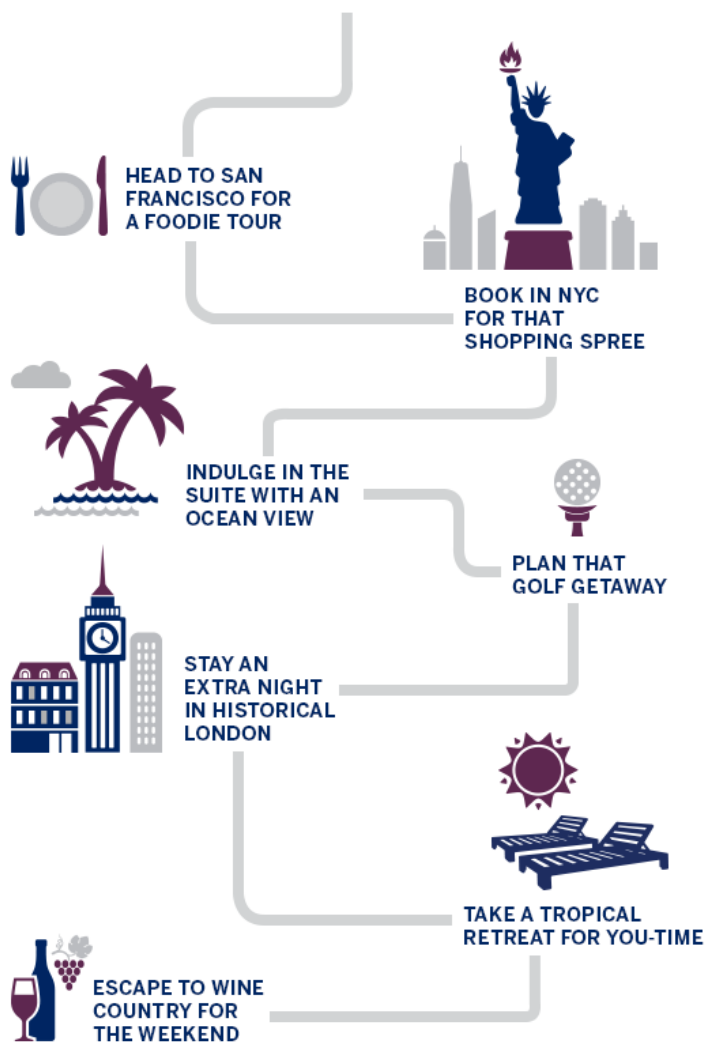 HEAD TO SAN
FRANCISCO FOR
A FOODIE TOUR
BOOK IN NYC
FOR THAT
SHOPPING SPREE
INDULGE IN THE
SUITE WITH AN
OCEAN VIEW
PLAN THAT
GOLF GETAWAY
STAY AN
EXTRA NIGHT
IN HISTORICAL
LONDON
TAKE A TROPICAL
RETREAT FOR YOU-TIME
ESCAPE TO WINE
COUNTRY FOR
THE WEEKEND